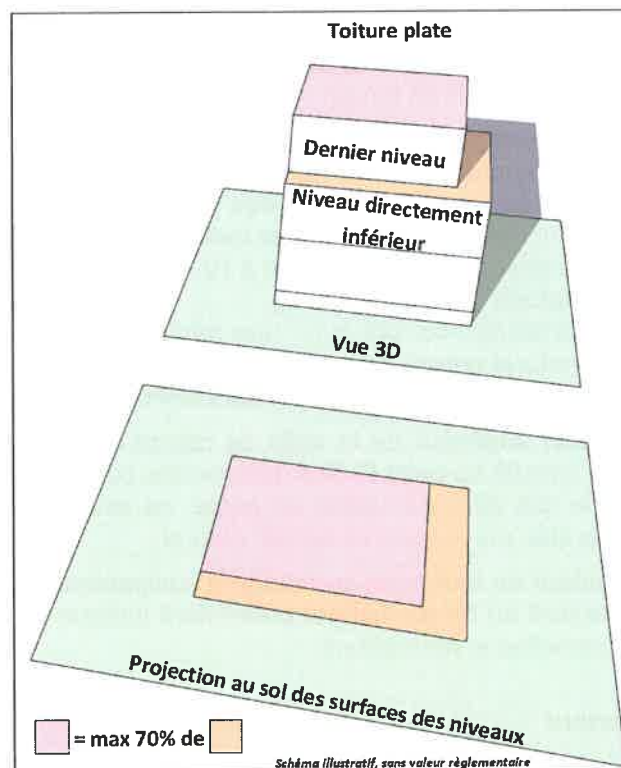 Toiture plate
Dernier niveau
Niveau directement
inférieur
Vue 3D
Projection au sol des surfaces des niveaux
= max 70% de
Schéma illustratif, sans valeur règlementaire